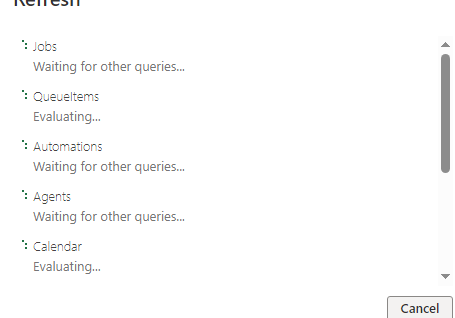 Refresh
Jobs
Waiting for other queries...
QueueItems
Evaluating...
Automations
Waiting for other queries...
Agents
Waiting for other queries...
Calendar
Evaluating...
Cancel